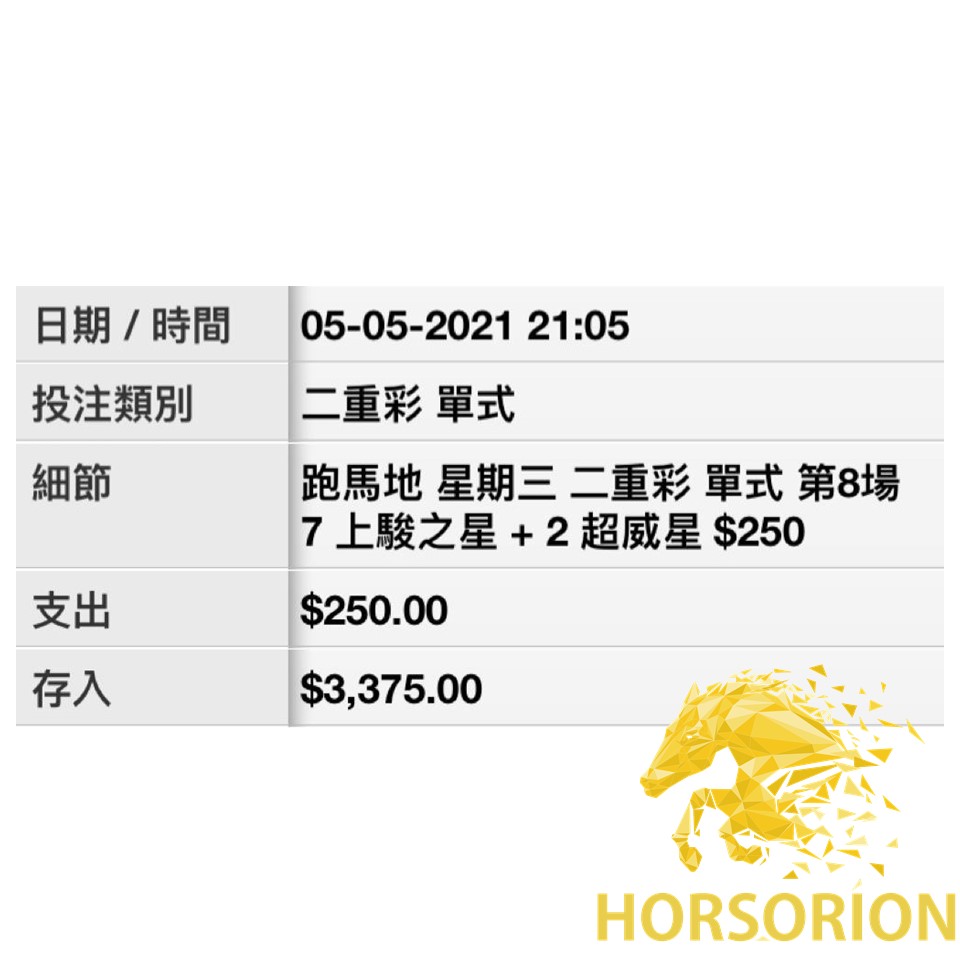 日期 / 時間 05-05-2021 21:05
投注類別 二重彩 單式
細節 跑馬地 星期三 二重彩 單式 第8場
7 上駿之星 + 2 超威星 $250
支出 $250.00
存入 $3,375.00
HORSORION